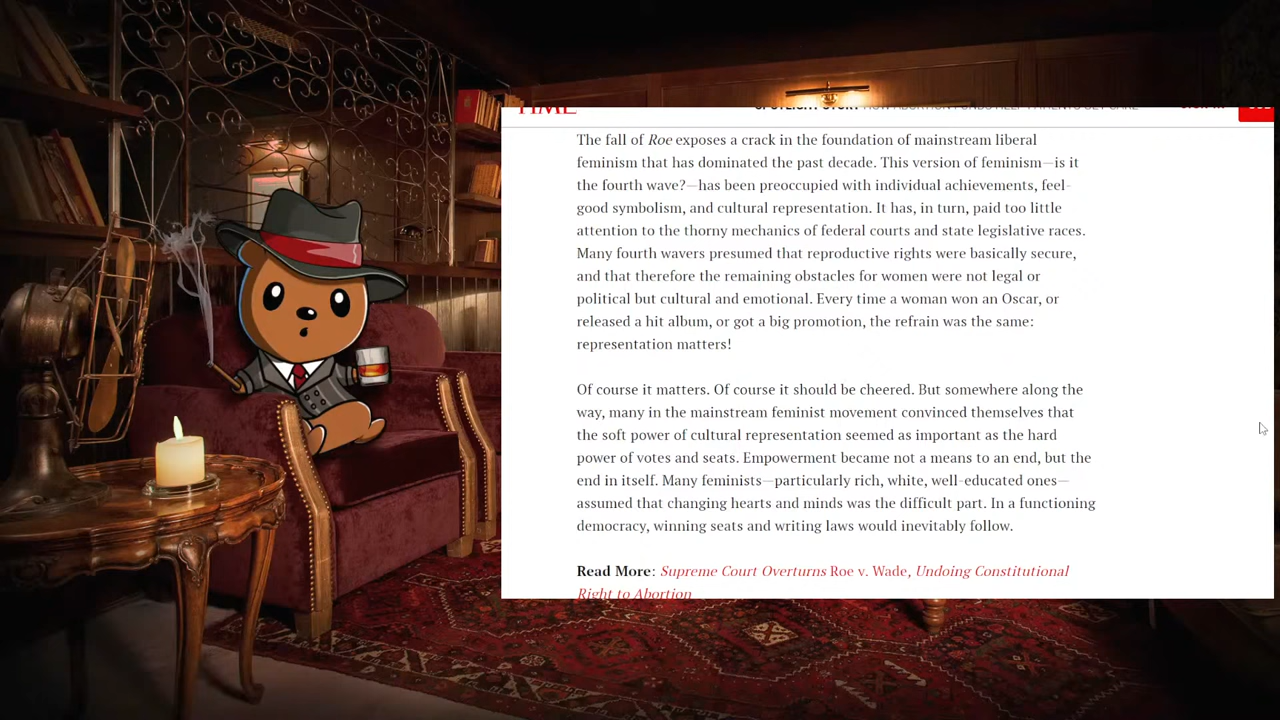 TIME
SPOTLIGHT STORY HOW ABORTION FUNDS HELP PATIENTS GET CARE
The fall of Roe exposes a crack in the foundation of mainstream liberal
feminism that has dominated the past decade. This version of feminism—is it
the fourth wave?—has been preoccupied with individual achievements, feel-
good symbolism, and cultural representation. It has, in turn, paid too little
attention to the thorny mechanics of federal courts and state legislative races.
Many fourth wavers presumed that reproductive rights were basically secure,
and that therefore the remaining obstacles for women were not legal or
political but cultural and emotional. Every time a woman won an Oscar, or
released a hit album, or got a big promotion, the refrain was the same:
representation matters!
Of course it matters. Of course it should be cheered. But somewhere along the
way, many in the mainstream feminist movement convinced themselves that
the soft power of cultural representation seemed as important as the hard
power of votes and seats. Empowerment became not a means to an end, but the
end in itself. Many feminists—particularly rich, white, well-educated ones—
assumed that changing hearts and minds was the difficult part. In a functioning
democracy, winning seats and writing laws would inevitably follow.
Read More: Supreme Court Overturns Roe v. Wade, Undoing Constitutional
Right to Abortion